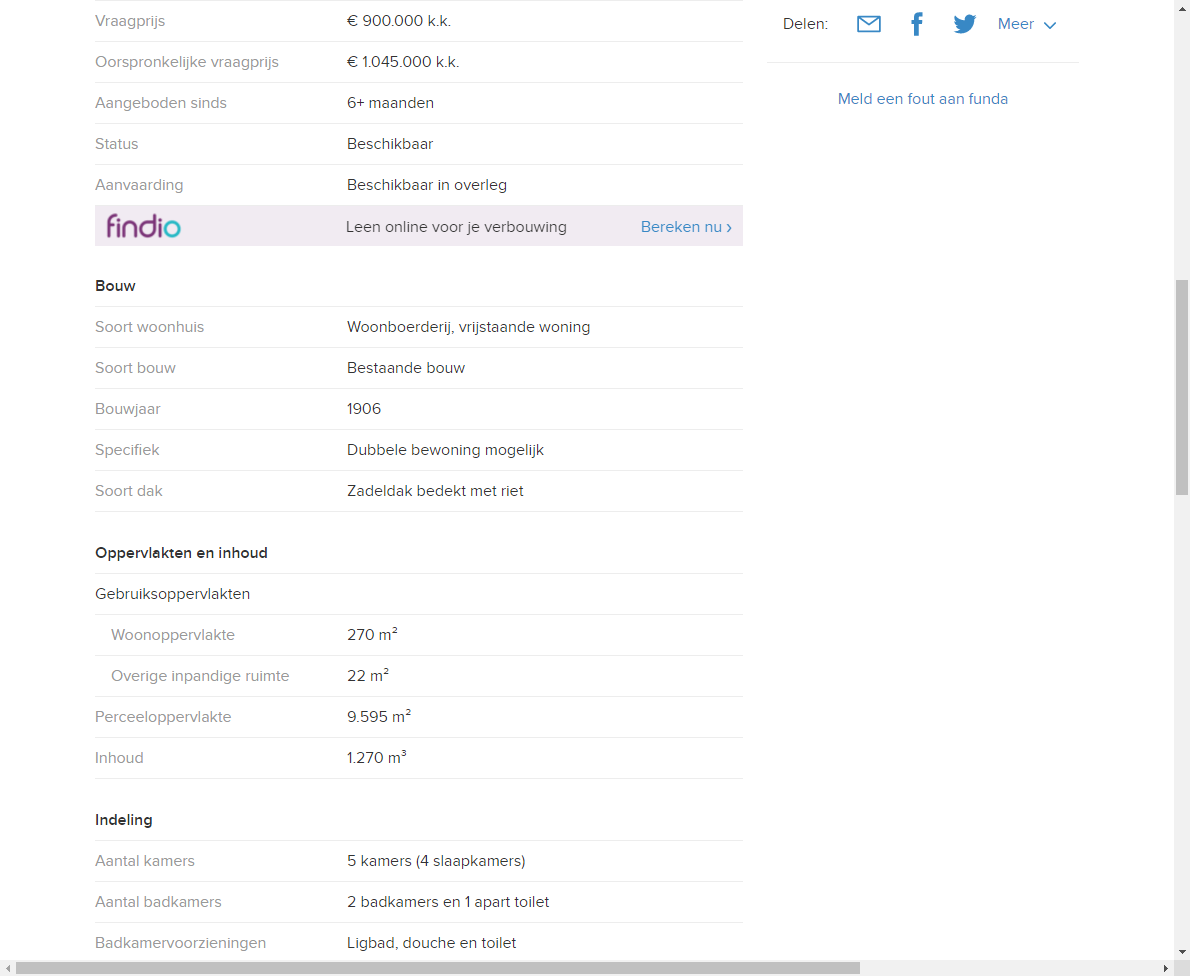 Vraagprijs € 900.000 k.k.
Oorspronkelijke vraagprijs € 1.045.000 k.k.
Aangeboden sinds 6+ maanden
Status Beschikbaar
Aanvaarding Beschikbaar in overleg
findio Leen online voor je verbouwing Bereken nu ›
Bouw
Soort woonhuis Woonboerderij, vrijstaande woning
Soort bouw Bestaande bouw
Bouwjaar 1906
Specifiek Dubbele bewoning mogelijk
Soort dak Zadeldak bedekt met riet
Oppervlakten en inhoud
Gebruiksoppervlakten
Woonoppervlakte 270 m²
Overige inpandige ruimte 22 m²
Perceeloppervlakte 9.595 m²
Inhoud 1.270 m³
Indeling
Aantal kamers 5 kamers (4 slaapkamers)
Aantal badkamers 2 badkamers en 1 apart toilet
Badkamervoorzieningen Ligbad, douche en toilet
Delen: Meer
Meld een fout aan funda